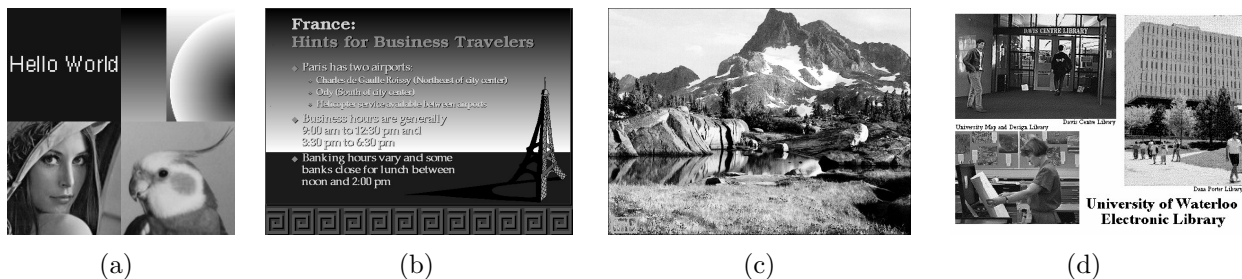 Hello World
France:
Hints for Business Travelers
Paris has two airports:
Charles de Gaulle-Roissy (Northeast of city center)
Orly (South of city center)
Helicopter service available between airports
Business hours are generally
9:00 am to 12:30 pm and
3:30 pm to 6:30 pm
Banking hours vary and some
banks close for lunch between
noon and 2:00 pm
DAVIS CENTRE LIBRARY
Davis Centre Library
University Map and Design Library
Dana Porter Library
University of Waterloo
Electronic Library
(a)
(b)
(c)
(d)